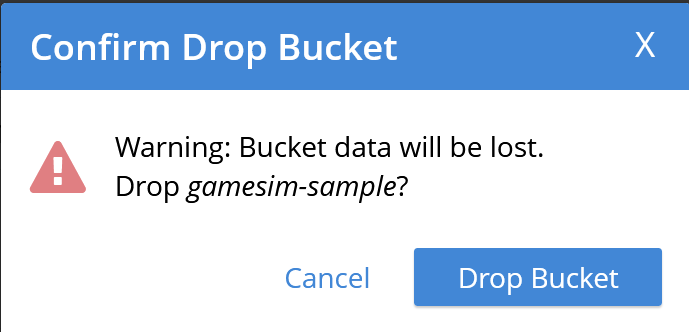 Confirm Drop Bucket X
Warning: Bucket data will be lost.
Drop gamesim-sample?
Cancel Drop Bucket